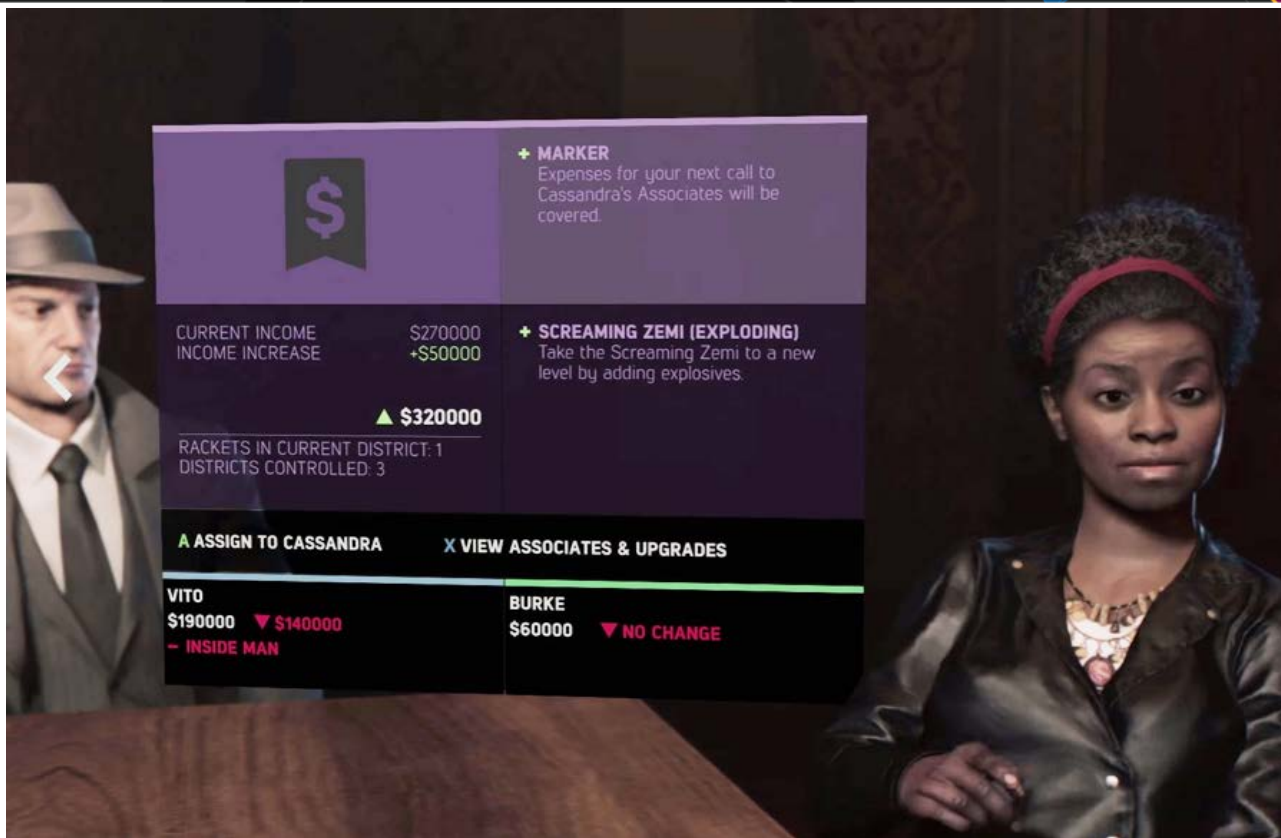 $
+ MARKER
Expenses for your next call to
Cassandra's Associates will be
covered.
CURRENT INCOME $270000
INCOME INCREASE +$50000
▲ $320000
RACKETS IN CURRENT DISTRICT: 1
DISTRICTS CONTROLLED: 3
+ SCREAMING ZEMI (EXPLODING)
Take the Screaming Zemi to a new
level by adding explosives.
A ASSIGN TO CASSANDRA X VIEW ASSOCIATES & UPGRADES
VITO
$190000 ▼ $140000
– INSIDE MAN
BURKE
$60000 ▼ NO CHANGE